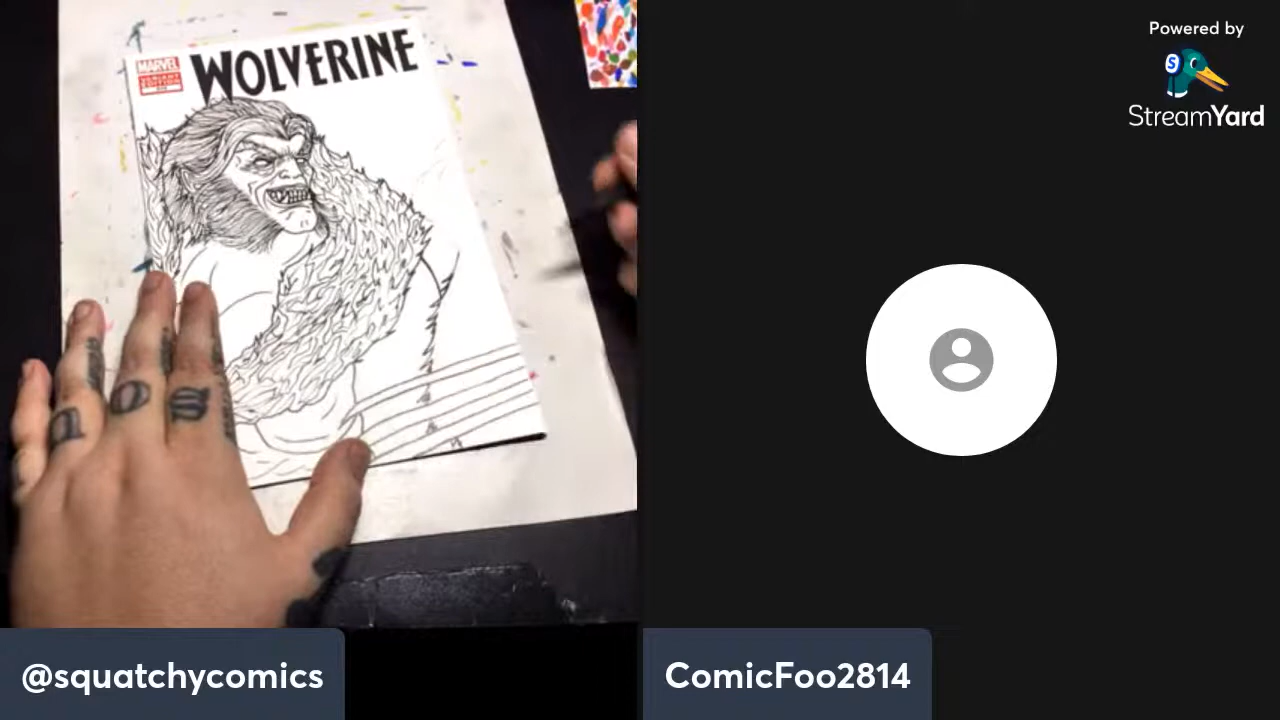 MARVEL
VARIANT
EDITION
WOLVERINE
Powered by
S
StreamYard
@squatchycomics
ComicFoo2814